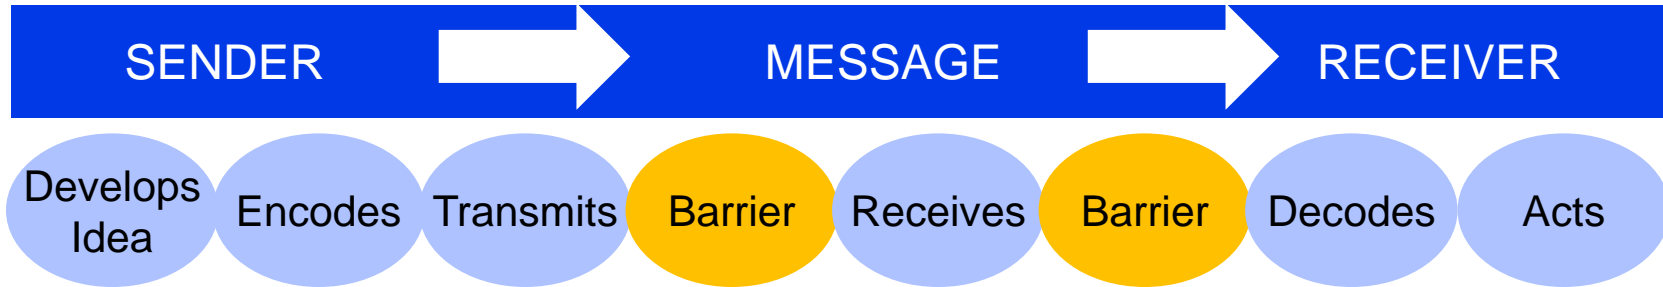 SENDER MESSAGE RECEIVER
Develops
Idea
Encodes
Transmits
Barrier
Receives
Barrier
Decodes
Acts